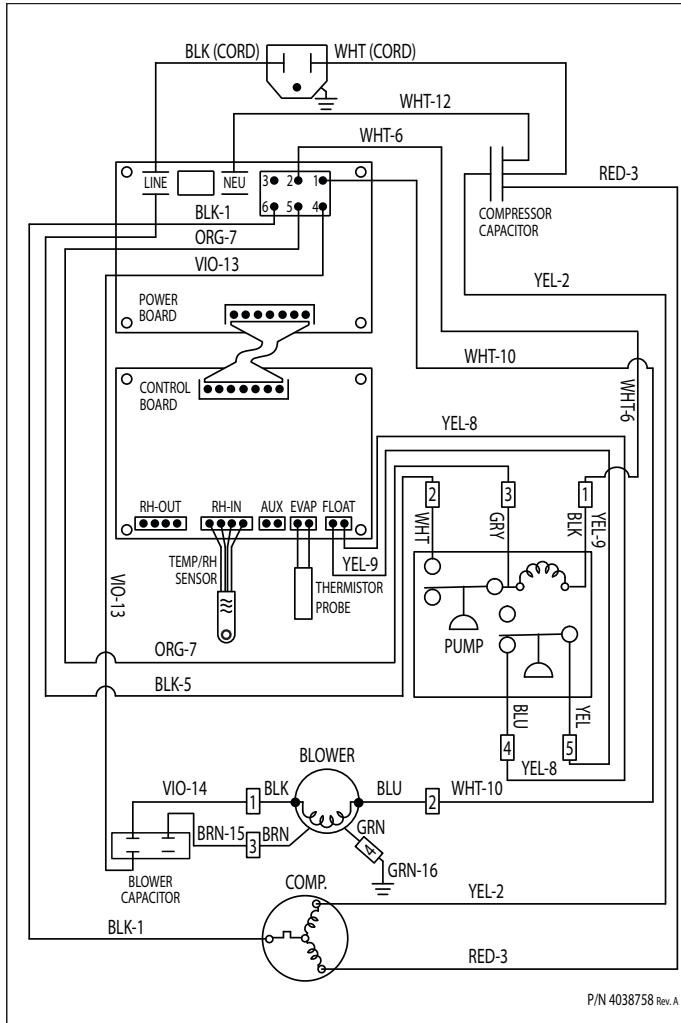 BLK (CORD)
WHT (CORD)
WHT-12
WHT-6
RED-3
LINE
NEU
3 2 1
6 5 4
BLK-1
ORG-7
VIO-13
COMPRESSOR
CAPACITOR
YEL-2
POWER
BOARD
WHT-10
WHT-6
CONTROL
BOARD
YEL-8
2
3
1
WHT
GRY
BLK
YEL-9
RH-OUT
RH-IN
AUX
EVAP
FLOAT
YEL-9
TEMP/RH
SENSOR
THERMISTOR
PROBE
VIO-13
PUMP
ORG-7
BLK-5
BLU
YEL
4
5
YEL-8
BLOWER
VIO-14
1
BLK
BLU
2
WHT-10
BRN-15
3
BRN
GRN
4
GRN-16
BLOWER
CAPACITOR
COMP.
YEL-2
BLK-1
RED-3
P/N 4038758 Rev. A